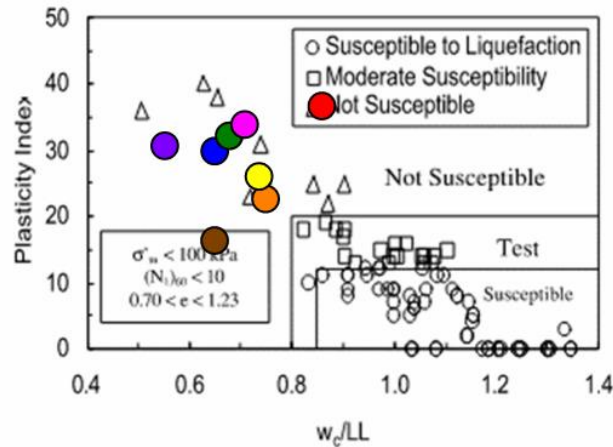 50
40
30
20
10
0
Plasticity Index
Susceptible to Liquefaction
Moderate Susceptibility
Not Susceptible
Not Susceptible
Test
Susceptible
σ'ₘ < 100 kPa
(N₁)₆₀ < 10
0.70 < e < 1.23
0.4 0.6 0.8 1.0 1.2 1.4
w꜀/LL